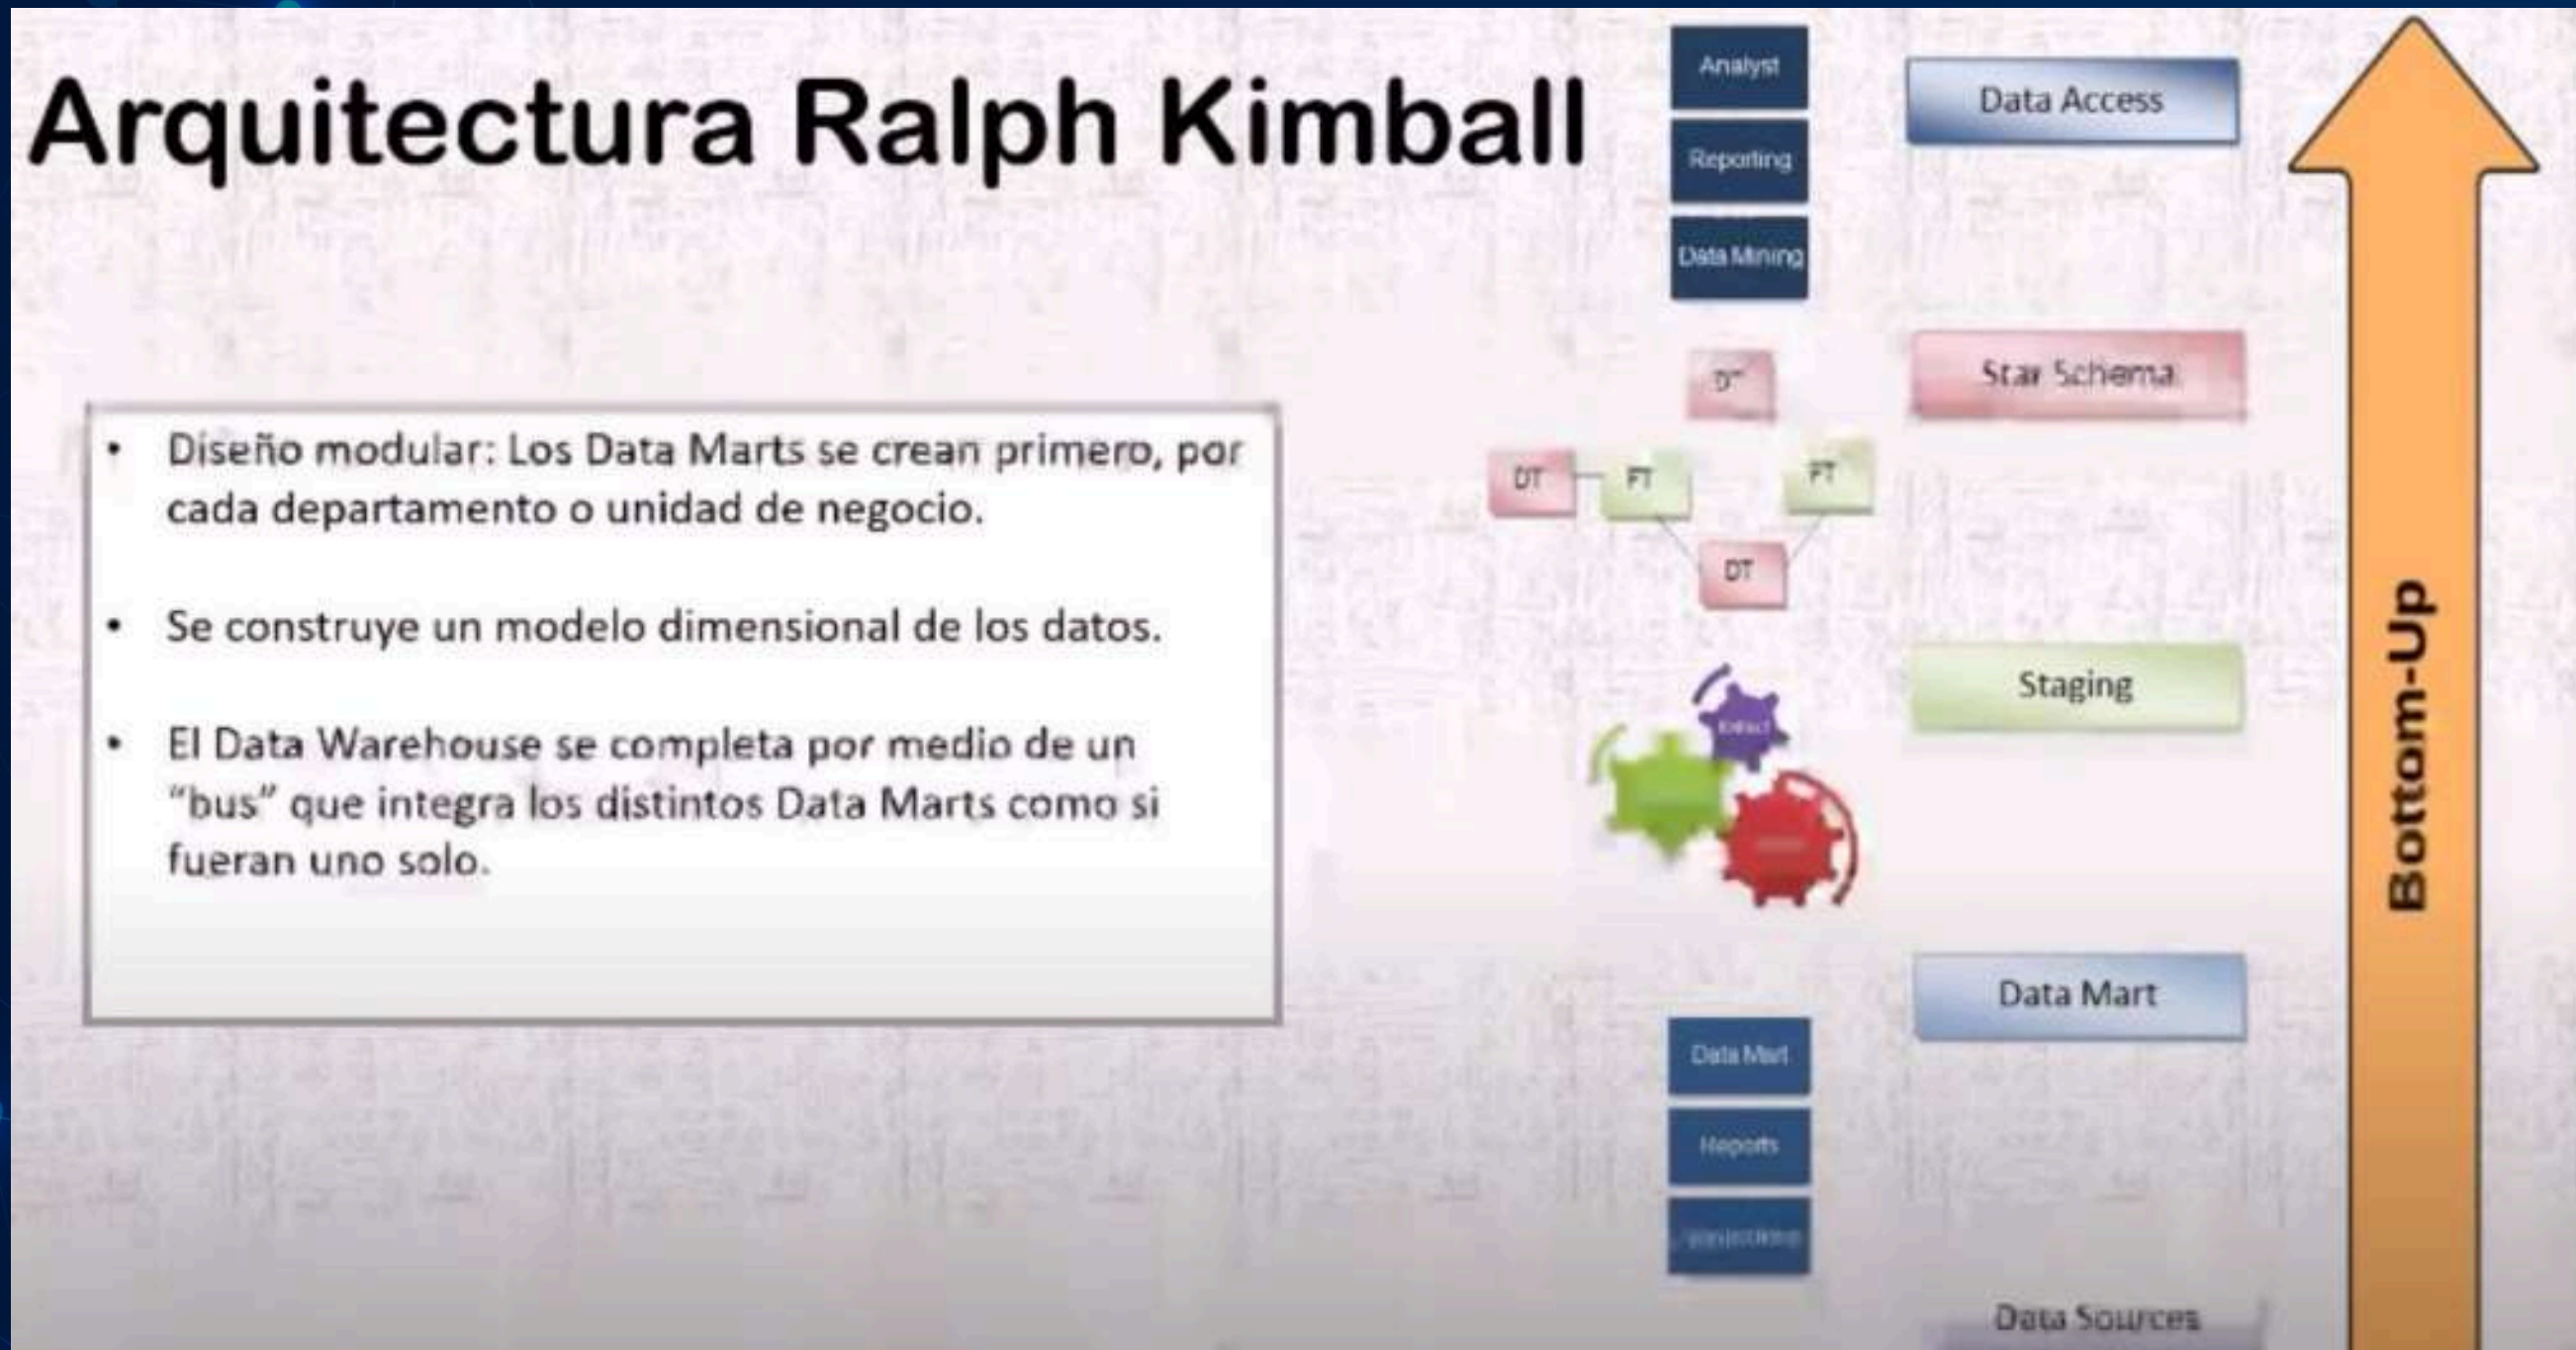 Arquitectura Ralph Kimball
• Diseño modular: Los Data Marts se crean primero, por
cada departamento o unidad de negocio.
• Se construye un modelo dimensional de los datos.
• El Data Warehouse se completa por medio de un
“bus” que integra los distintos Data Marts como si
fueran uno solo.
Analyst
Reporting
Data Mining
Data Access
Star Schema
DT
FT
FT
DT
Staging
Data Mart
Data Mart
Reports
Data Sources
Bottom-Up